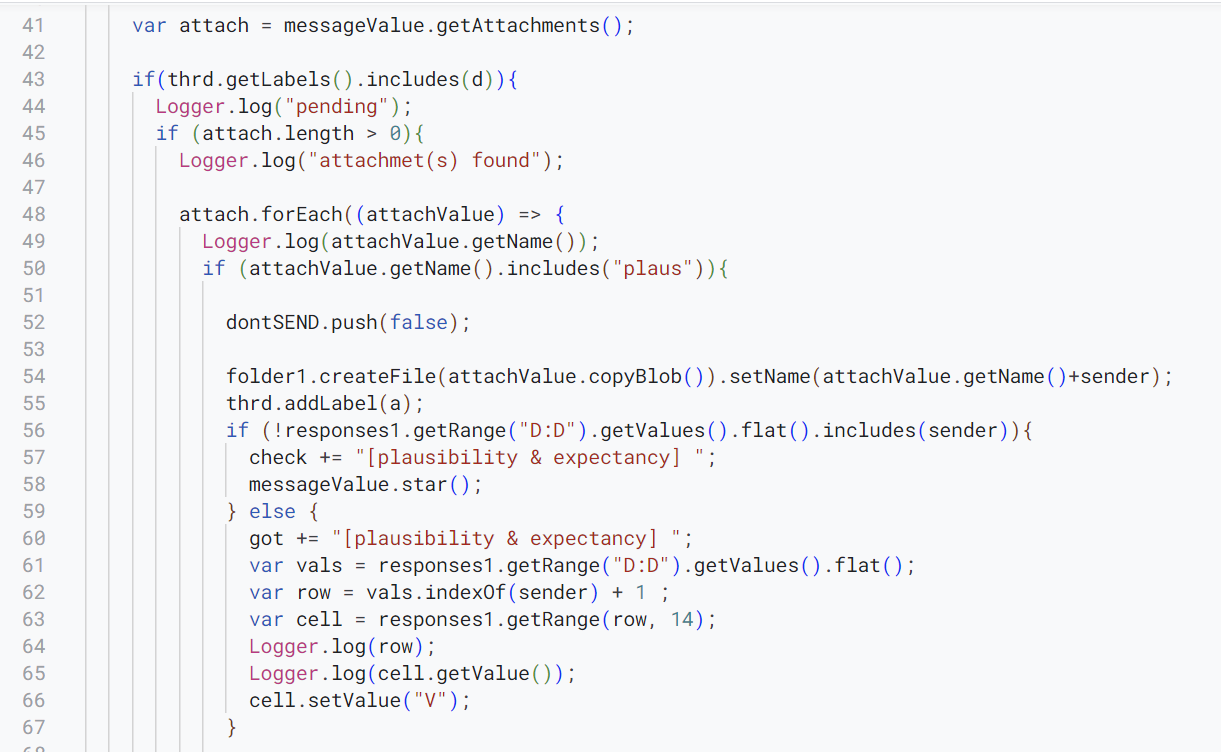 41 var attach = messageValue.getAttachments();
42
43 if(thrd.getLabels().includes(d)){
44 Logger.log("pending");
45 if (attach.length > 0){
46 Logger.log("attachmet(s) found");
47
48 attach.forEach((attachValue) => {
49 Logger.log(attachValue.getName());
50 if (attachValue.getName().includes("plaus")){
51
52 dontSEND.push(false);
53
54 folder1.createFile(attachValue.copyBlob()).setName(attachValue.getName()+sender);
55 thrd.addLabel(a);
56 if (!responses1.getRange("D:D").getValues().flat().includes(sender)){
57 check += "[plausibility & expectancy] ";
58 messageValue.star();
59 } else {
60 got += "[plausibility & expectancy] ";
61 var vals = responses1.getRange("D:D").getValues().flat();
62 var row = vals.indexOf(sender) + 1 ;
63 var cell = responses1.getRange(row, 14);
64 Logger.log(row);
65 Logger.log(cell.getValue());
66 cell.setValue("V");
67 }